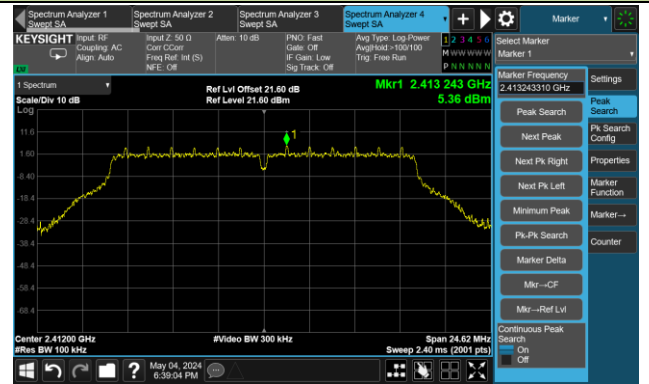 Spectrum Analyzer 1
Swept SA
Spectrum Analyzer 2
Swept SA
Spectrum Analyzer 3
Swept SA
Spectrum Analyzer 4
Swept SA
Marker
KEYSIGHT
Input: RF
Coupling: AC
Align: Auto
Input Z: 50 Ω
Corr CCorr
Freq Ref: Int (S)
NFE: Off
Atten: 10 dB
PNO: Fast
Gate: Off
IF Gain: Low
Sig Track: Off
Avg Type: Log-Power
Avg|Hold:>100/100
Trig: Free Run
1 2 3 4 5 6
M W W W W W
P N N N N N
Select Marker
Marker 1
1 Spectrum
Scale/Div 10 dB
Log
Ref Lvl Offset 21.60 dB
Ref Level 21.60 dBm
Mkr1 2.413 243 GHz
5.36 dBm
1
11.6
1.60
-8.40
-18.4
-28.4
-38.4
-48.4
-58.4
-68.4
Center 2.41200 GHz
#Res BW 100 kHz
#Video BW 300 kHz
Span 24.62 MHz
Sweep 2.40 ms (2001 pts)
Marker Frequency
2.413243310 GHz
Peak Search
Next Peak
Next Pk Right
Next Pk Left
Minimum Peak
Pk-Pk Search
Marker Delta
Mkr→CF
Mkr→Ref Lvl
Continuous Peak
Search
On
Off
Settings
Peak
Search
Pk Search
Config
Properties
Marker
Function
Marker→
Counter
?
May 04, 2024
6:39:04 PM